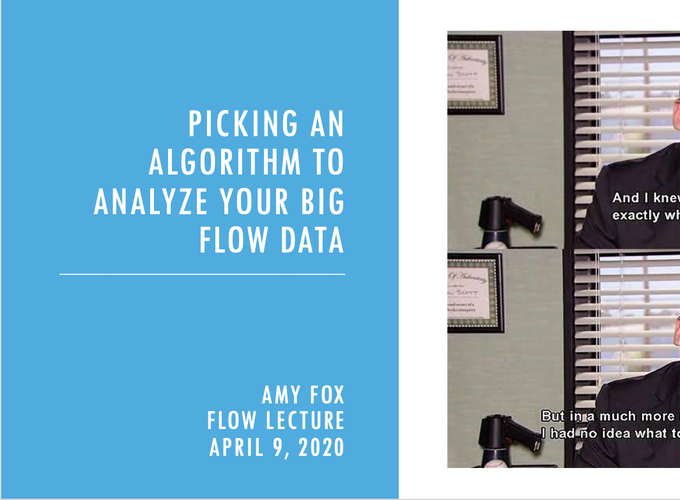 PICKING AN
ALGORITHM TO
ANALYZE YOUR BIG
FLOW DATA
AMY FOX
FLOW LECTURE
APRIL 9, 2020
And I knew
exactly wh
But in a much more
I had no idea what to